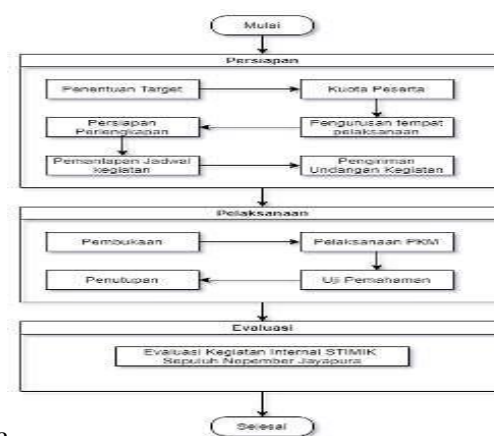 Mulai
Persiapan
Penentuan Target
Kuota Peserta
Persiapan
Perlengkapan
Pengurusan tempat
pelaksanaan
Pemantapan Jadwal
kegiatan
Pengiriman
Undangan Kegiatan
Pelaksanaan
Pembukaan
Pelaksanaan PKM
Penutupan
Uji Pemahaman
Evaluasi
Evaluasi Kegiatan Internal STIMIK
Sepuluh Nopember Jayapura
Selesai